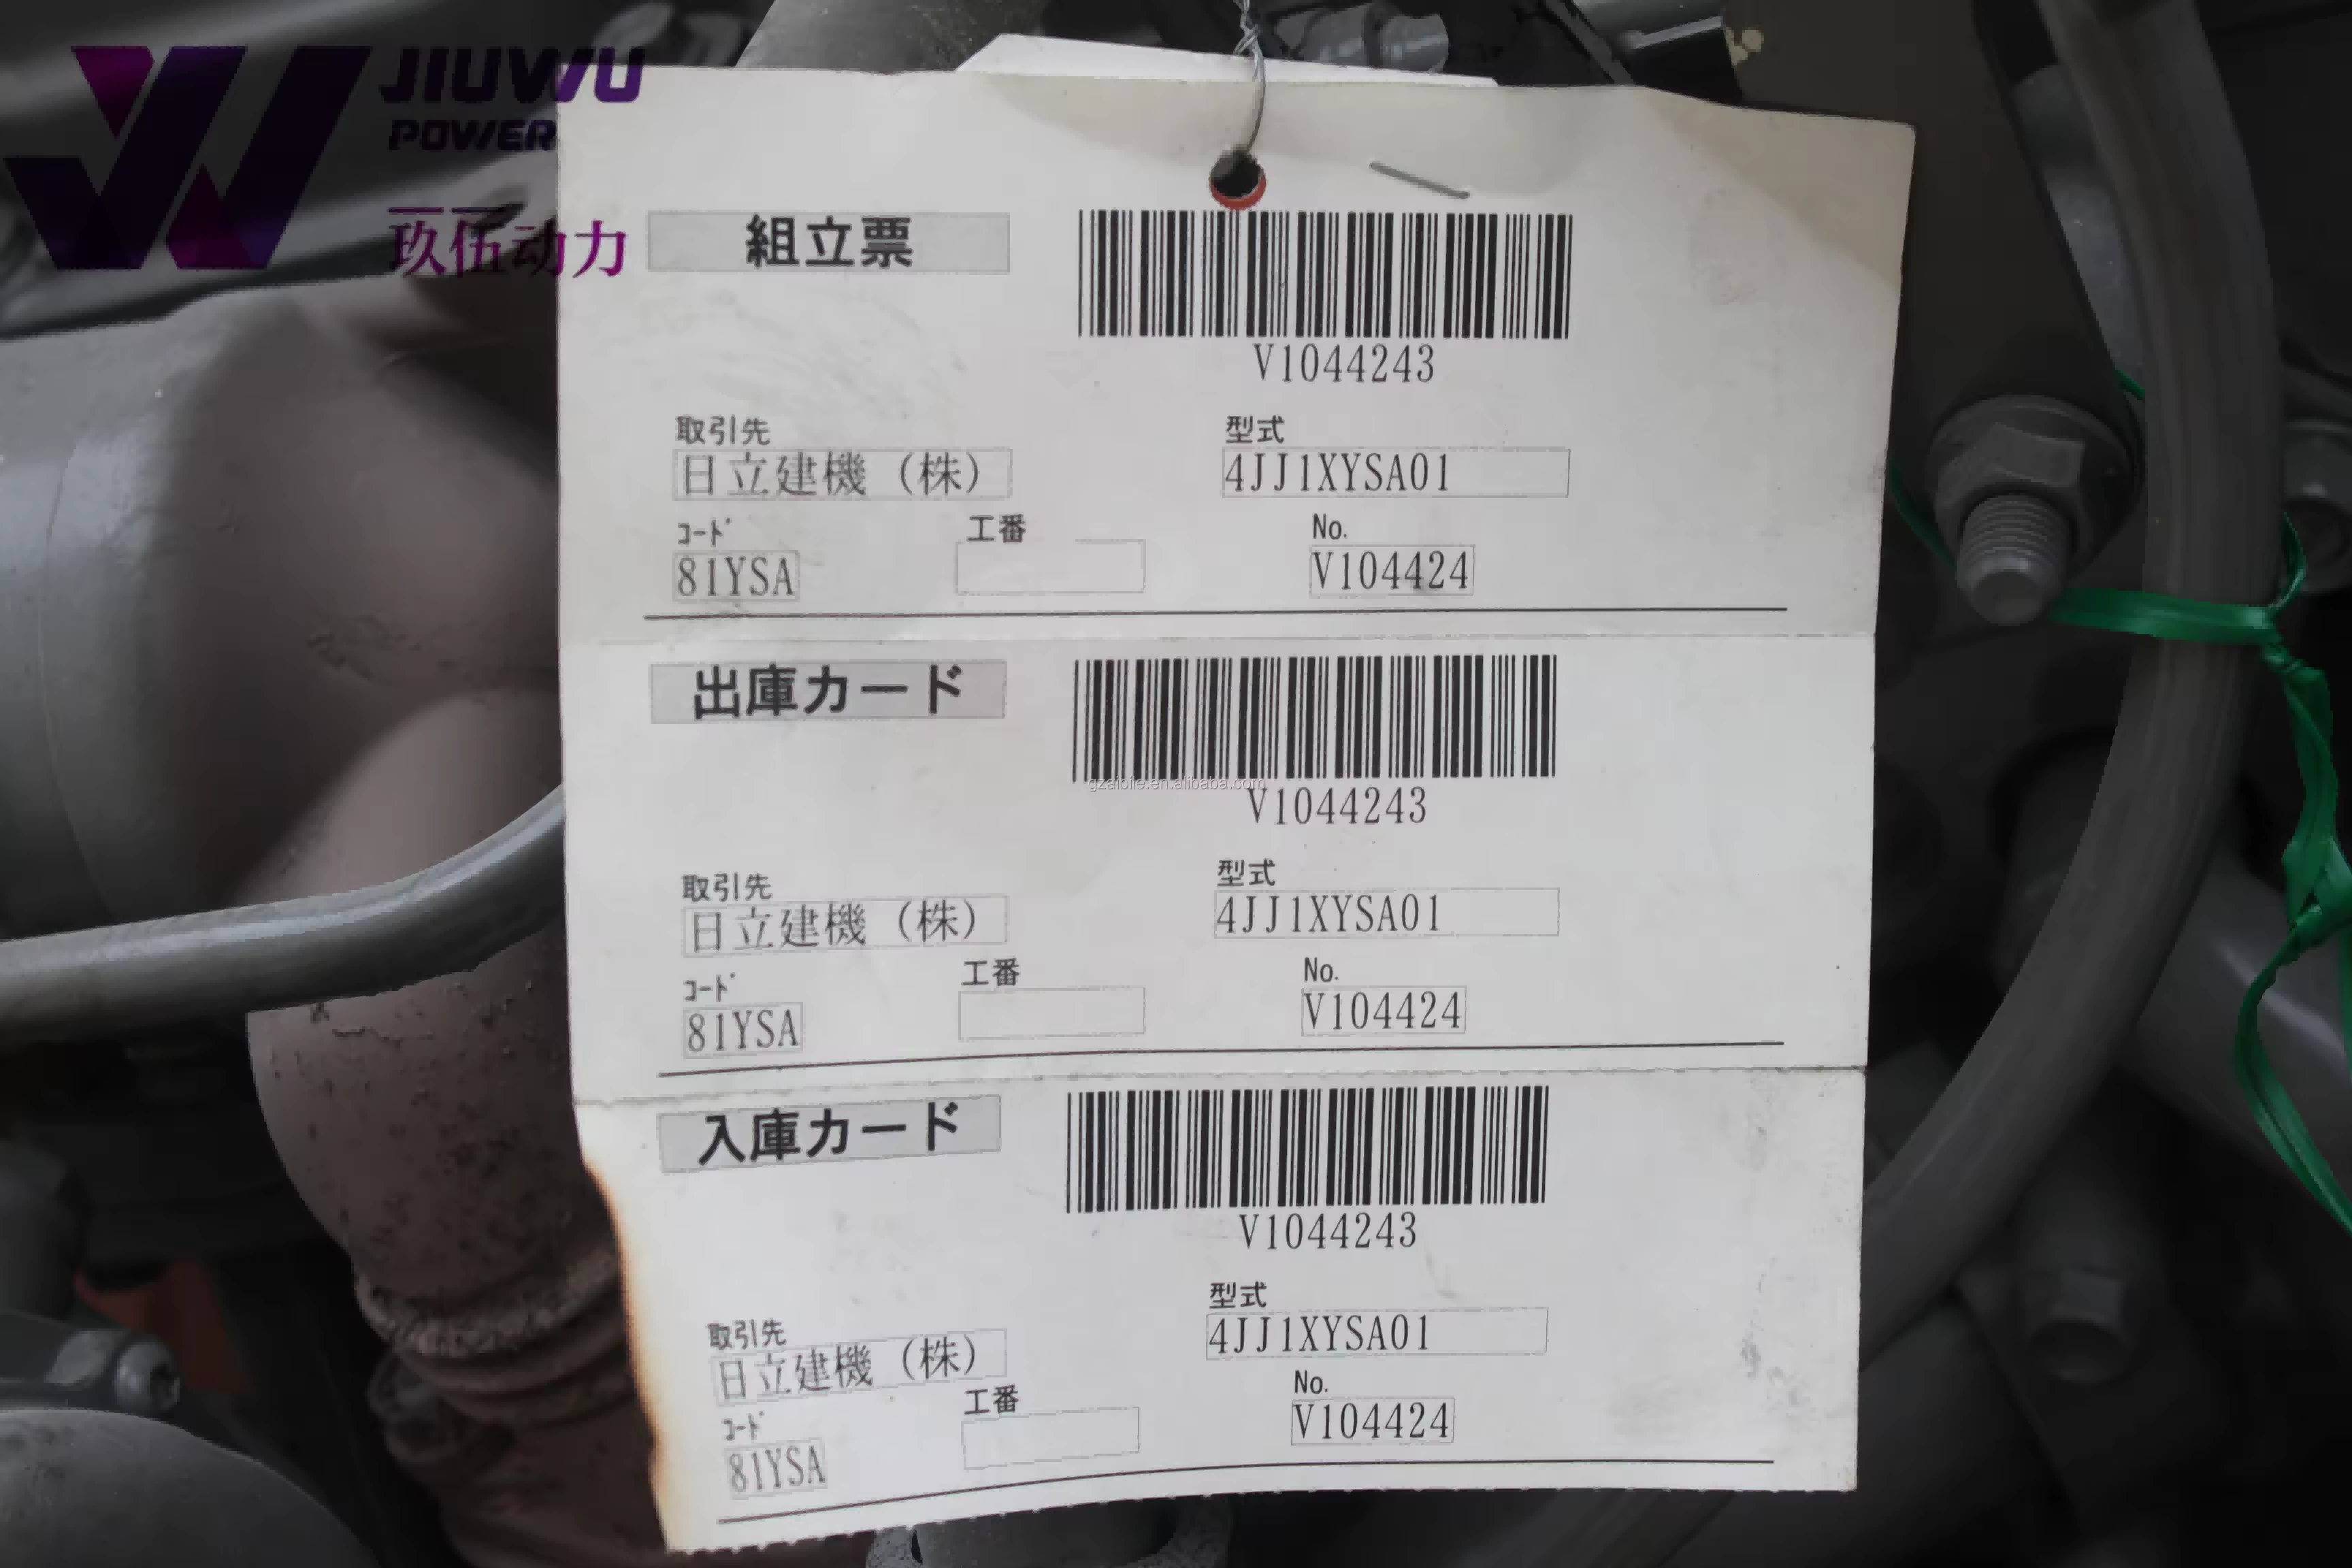 JIUWU
POWER
玖伍动力
組立票
V1044243
取引先
型式
日立建機（株）
4JJ1XYSA01
ｺｰﾄﾞ
工番
No.
81YSA
V104424
出庫カード
gzaibile.en.alibaba.com
V1044243
取引先
型式
日立建機（株）
4JJ1XYSA01
ｺｰﾄﾞ
工番
No.
81YSA
V104424
入庫カード
V1044243
取引先
型式
日立建機（株）
4JJ1XYSA01
ｺｰﾄﾞ
工番
No.
81YSA
V104424